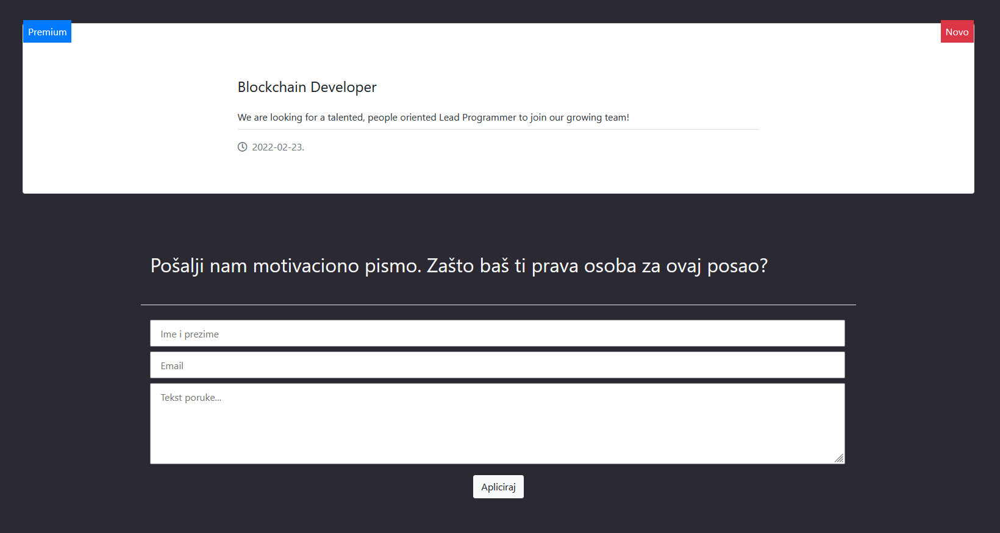 Premium
Novo
Blockchain Developer
We are looking for a talented, people oriented Lead Programmer to join our growing team!
2022-02-23.
Pošalji nam motivaciono pismo. Zašto baš ti prava osoba za ovaj posao?
Ime i prezime
Email
Tekst poruke...
Apliciraj